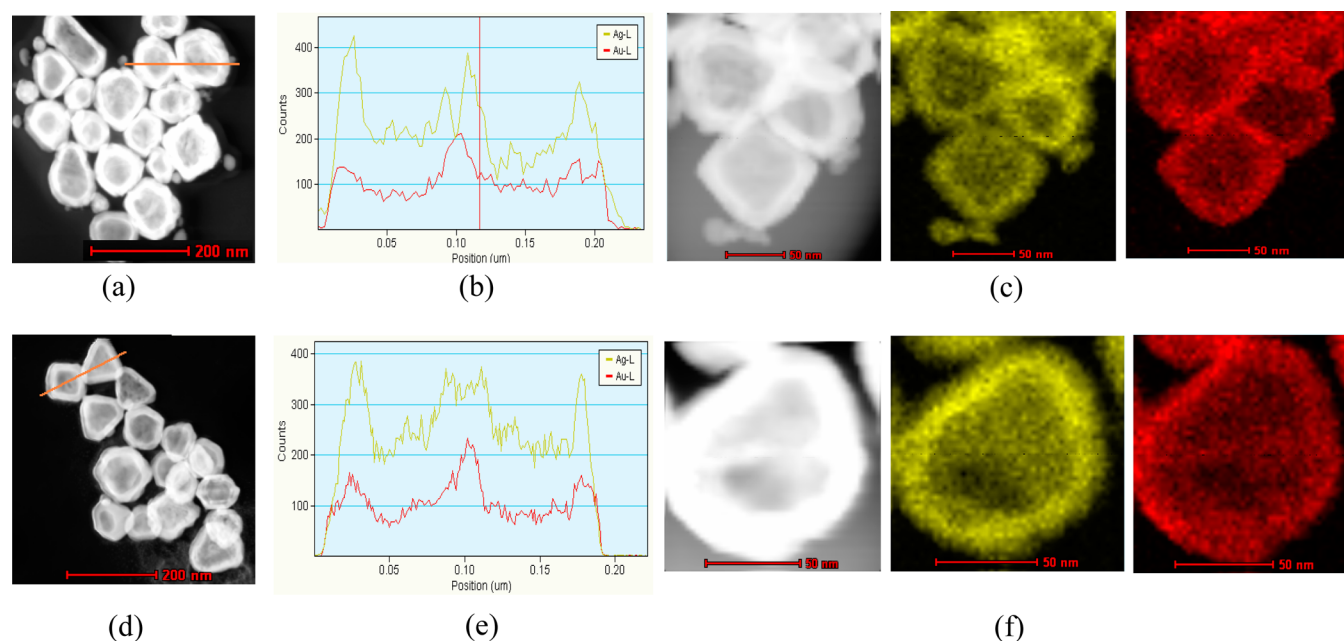 200 nm
(a)
400
300
200
100
Counts
Ag-L
Au-L
0.05
0.10
0.15
0.20
Position (um)
(b)
50 nm
50 nm
50 nm
(c)
200 nm
(d)
400
300
200
100
Counts
Ag-L
Au-L
0.05
0.10
0.15
0.20
Position (um)
(e)
50 nm
50 nm
50 nm
(f)